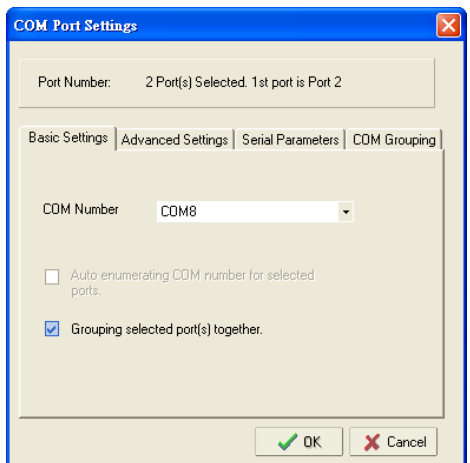 COM Port Settings
Port Number: 2 Port(s) Selected. 1st port is Port 2
Basic Settings Advanced Settings Serial Parameters COM Grouping
COM Number COM8
Auto enumerating COM number for selected
ports.
Grouping selected port(s) together.
OK Cancel